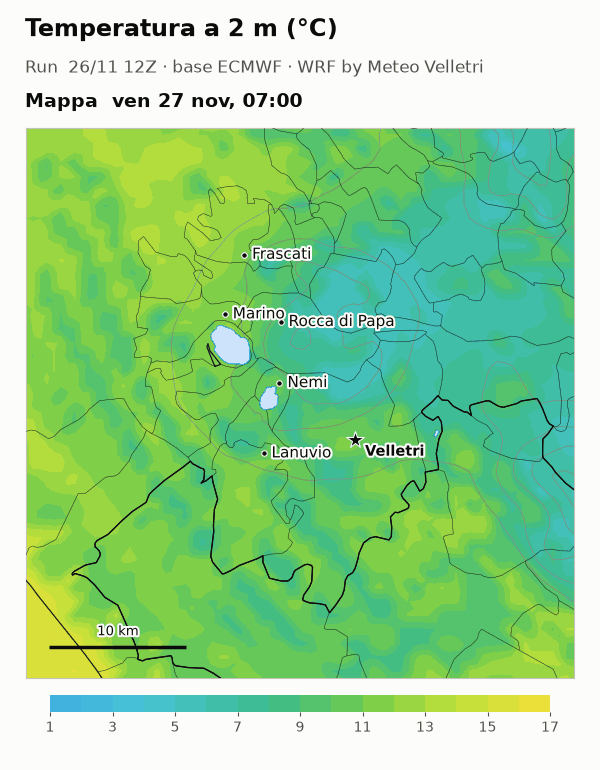 Temperatura a 2 m (°C)
Run  26/11 12Z · base ECMWF · WRF by Meteo Velletri
Mappa  ven 27 nov, 07:00
Frascati
Marino
Rocca di Papa
Nemi
Velletri
Lanuvio
10 km
1 3 5 7 9 11 13 15 17